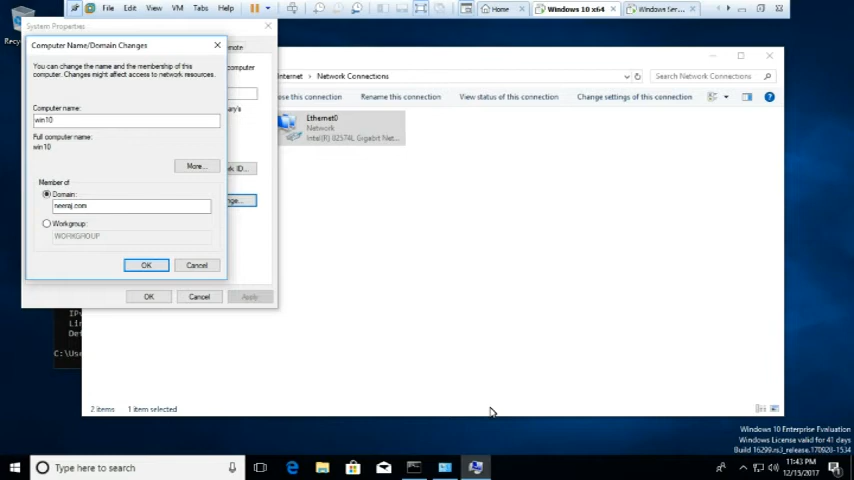 File Edit View VM Tabs Help
Home
Windows 10 x64
Windows Ser...
System Properties
Computer Name/Domain Changes
You can change the name and the membership of this
computer. Changes might affect access to network resources.
Computer name:
win10
Full computer name:
win10
More...
Member of
Domain:
neeraj.com
Workgroup:
WORKGROUP
OK Cancel
OK Cancel Apply
Network Connections
Search Network Connections
Rename this connection View status of this connection Change settings of this connection
Ethernet0
Network
Intel(R) 82574L Gigabit Net...
2 items 1 item selected
Windows 10 Enterprise Evaluation
Windows License valid for 41 days
Build 16299.rs3_release.170928-1534
Type here to search
11:43 PM
12/15/2017